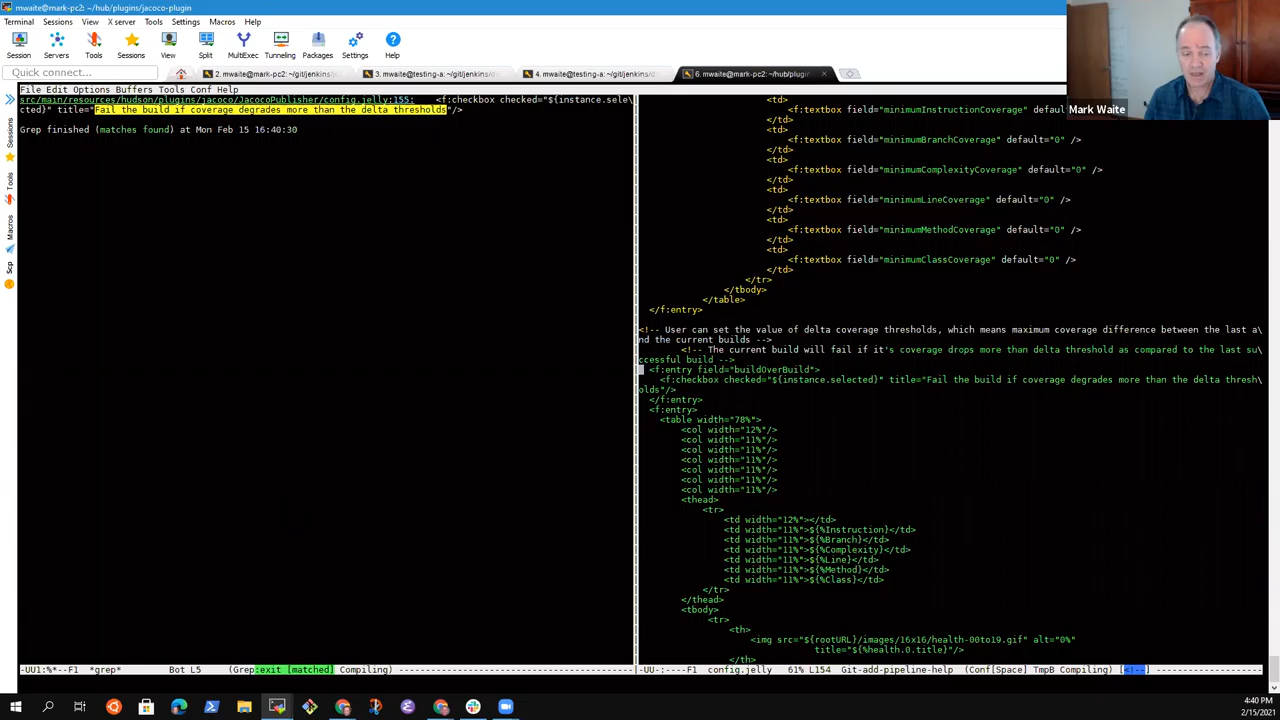 mwaite@mark-pc2: ~/hub/plugins/jacoco-plugin
Terminal Sessions View X server Tools Settings Macros Help
Session Servers Tools Sessions View Split MultiExec Tunneling Packages Settings Help
Quick connect...
2. mwaite@mark-pc2: ~/git/jenkins/
3. mwaite@testing-a: ~/git/jenkins/
4. mwaite@testing-a: ~/git/jenkins/
6. mwaite@mark-pc2: ~/hub/plugin
Mark Waite
Sessions
Tools
Macros
Scp
File Edit Options Buffers Tools Conf Help
src/main/resources/hudson/plugins/jacoco/JacocoPublisher/config.jelly:155: <f:checkbox checked="${instance.sele\
cted}" title="Fail the build if coverage degrades more than the delta thresholds"/>
Grep finished (matches found) at Mon Feb 15 16:40:30
<td>
<f:textbox field="minimumInstructionCoverage" defau
</td>
<td>
<f:textbox field="minimumBranchCoverage" default="0" />
</td>
<td>
<f:textbox field="minimumComplexityCoverage" default="0" />
</td>
<td>
<f:textbox field="minimumLineCoverage" default="0" />
</td>
<td>
<f:textbox field="minimumMethodCoverage" default="0" />
</td>
<td>
<f:textbox field="minimumClassCoverage" default="0" />
</td>
</tr>
</tbody>
</table>
</f:entry>
<!-- User can set the value of delta coverage thresholds, which means maximum coverage difference between the last a\
nd the current builds -->
<!-- The current build will fail if it's coverage drops more than delta threshold as compared to the last su\
ccessful build -->
<f:entry field="buildOverBuild">
<f:checkbox checked="${instance.selected}" title="Fail the build if coverage degrades more than the delta thresh\
olds"/>
</f:entry>
<f:entry>
<table width="78%">
<col width="12%"/>
<col width="11%"/>
<col width="11%"/>
<col width="11%"/>
<col width="11%"/>
<col width="11%"/>
<col width="11%"/>
<thead>
<tr>
<td width="12%"></td>
<td width="11%">${%Instruction}</td>
<td width="11%">${%Branch}</td>
<td width="11%">${%Complexity}</td>
<td width="11%">${%Line}</td>
<td width="11%">${%Method}</td>
<td width="11%">${%Class}</td>
</tr>
</thead>
<tbody>
<tr>
<th>
<img src="${rootURL}/images/16x16/health-00to19.gif" alt="0%"
title="${%health.0.title}"/>
</th>
-UU1:%*--F1 *grep* Bot L5 (Grep:exit [matched] Compiling)
-UU-:----F1 config.jelly 61% L154 Git-add-pipeline-help (Conf[Space] TmpB Compiling) [<!--]
4:40 PM
2/15/2021